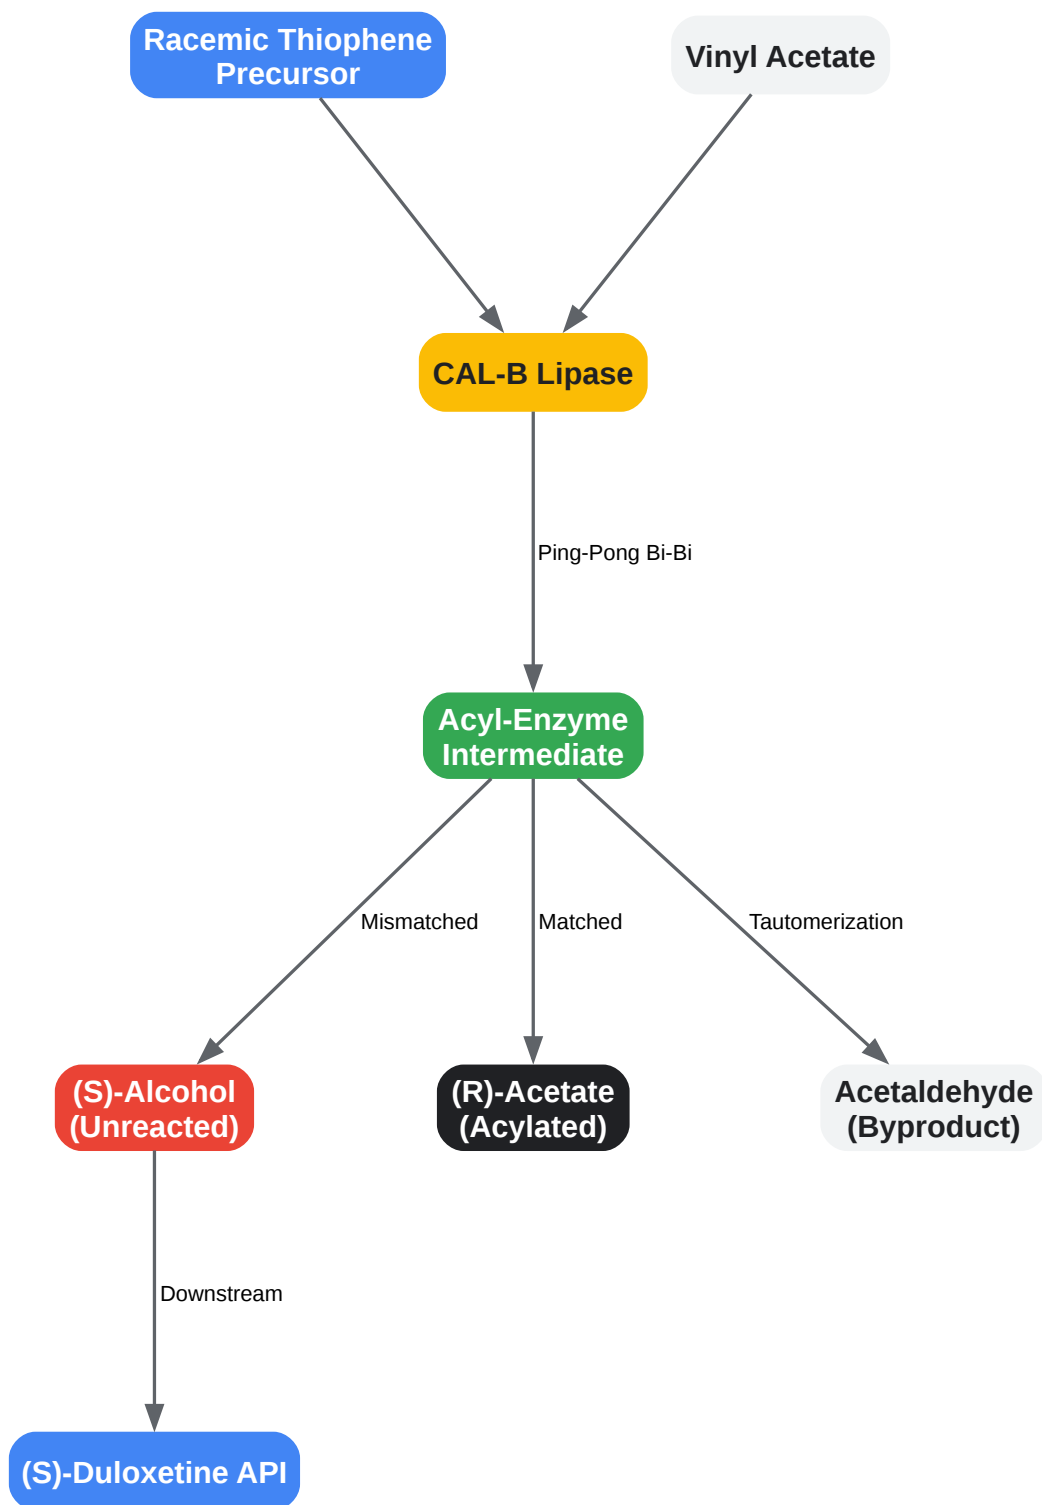 Racemic Thiophene
Precursor
Vinyl Acetate
CAL-B Lipase
Ping-Pong Bi-Bi
Acyl-Enzyme
Intermediate
Mismatched
Matched
Tautomerization
(S)-Alcohol
(Unreacted)
(R)-Acetate
(Acylated)
Acetaldehyde
(Byproduct)
Downstream
(S)-Duloxetine API